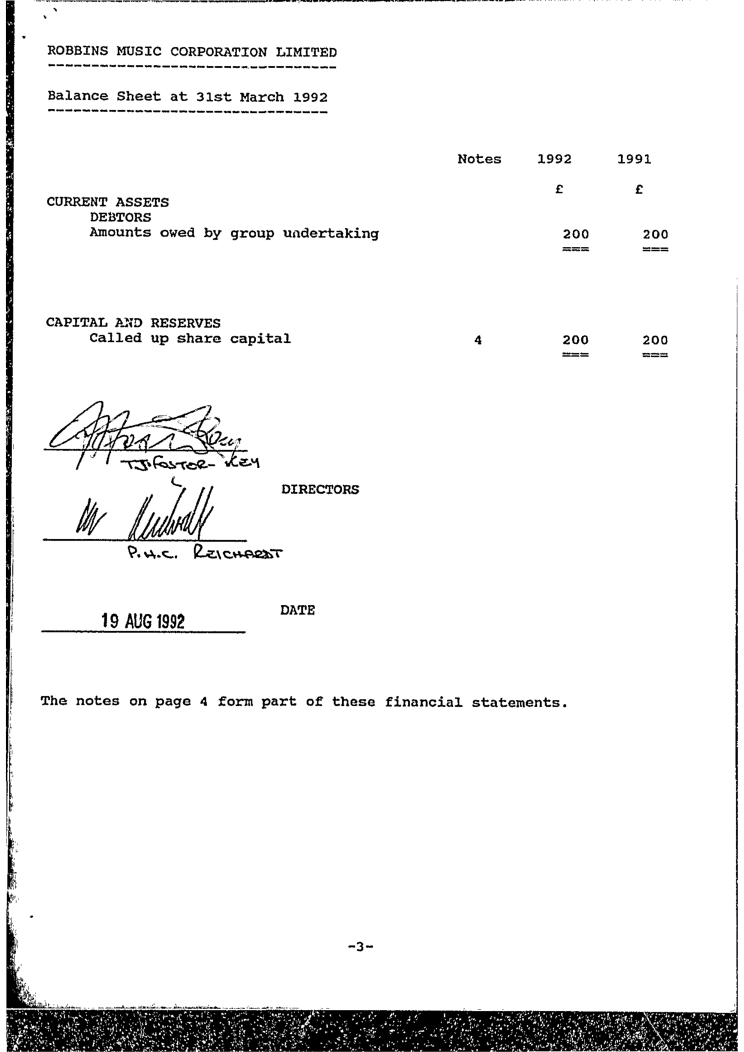 ROBBINS MUSIC CORPORATION LIMITED
Balance Sheet at 31st March 1992
Notes 1992 1991
£ £
CURRENT ASSETS
DEBTORS
Amounts owed by group undertaking 200 200
CAPITAL AND RESERVES
Called up share capital 4 200 200
T.J. FOSTER-KEY
DIRECTORS
P.H.C. REICHARDT
19 AUG 1992 DATE
The notes on page 4 form part of these financial statements.
-3-